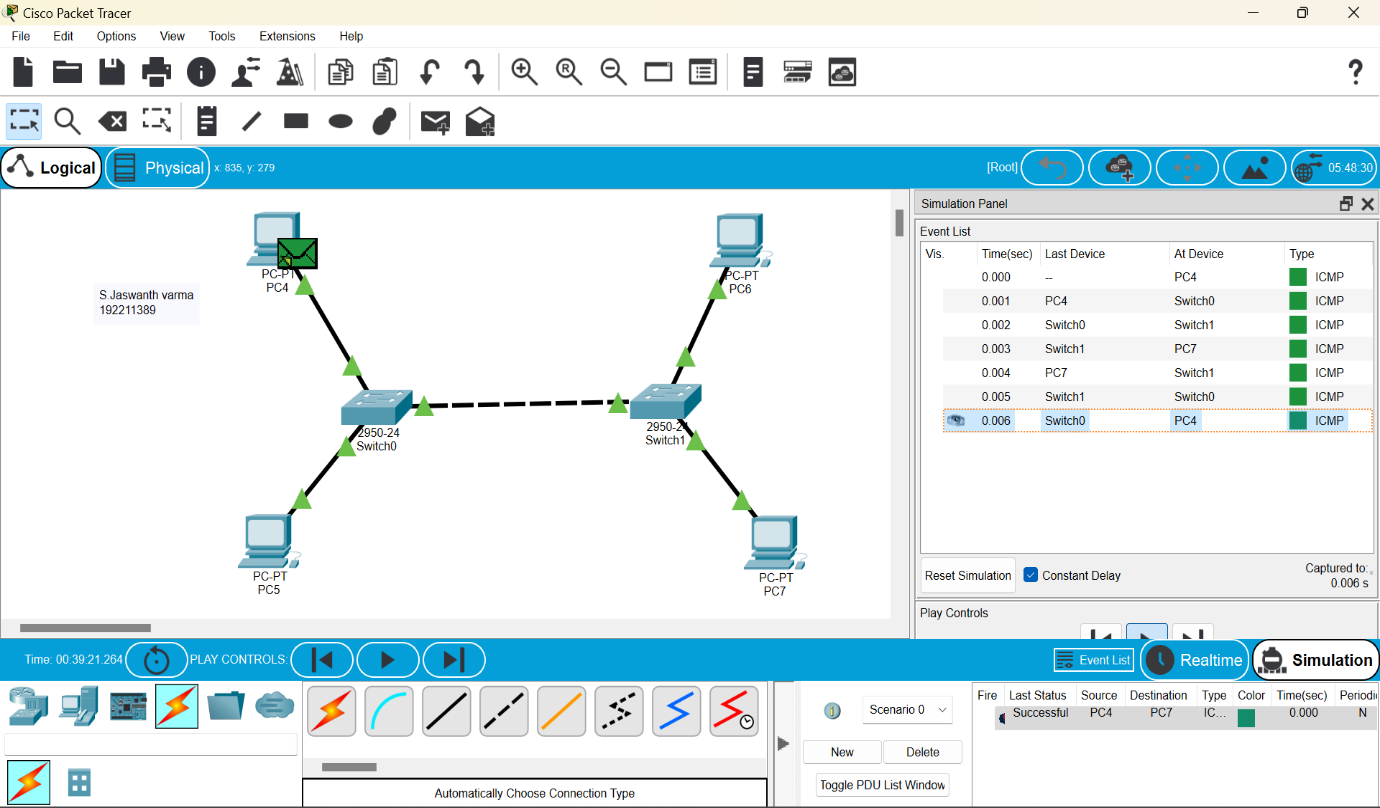 Cisco Packet Tracer
File Edit Options View Tools Extensions Help
Logical Physical x: 835, y: 279 [Root] 05:48:30
Simulation Panel
Event List
Vis. Time(sec) Last Device At Device Type
0.000 -- PC4 ICMP
0.001 PC4 Switch0 ICMP
0.002 Switch0 Switch1 ICMP
0.003 Switch1 PC7 ICMP
0.004 PC7 Switch1 ICMP
0.005 Switch1 Switch0 ICMP
0.006 Switch0 PC4 ICMP
Reset Simulation Constant Delay Captured to:
0.006 s
Play Controls
PC-PT
PC4
S.Jaswanth varma
192211389
PC-PT
PC6
2950-24
Switch0
2950-24
Switch1
PC-PT
PC5
PC-PT
PC7
Time: 00:39:21.264 PLAY CONTROLS: Event List Realtime Simulation
Scenario 0
New Delete
Toggle PDU List Window
Fire Last Status Source Destination Type Color Time(sec) Periodi
Successful PC4 PC7 IC... 0.000 N
Automatically Choose Connection Type